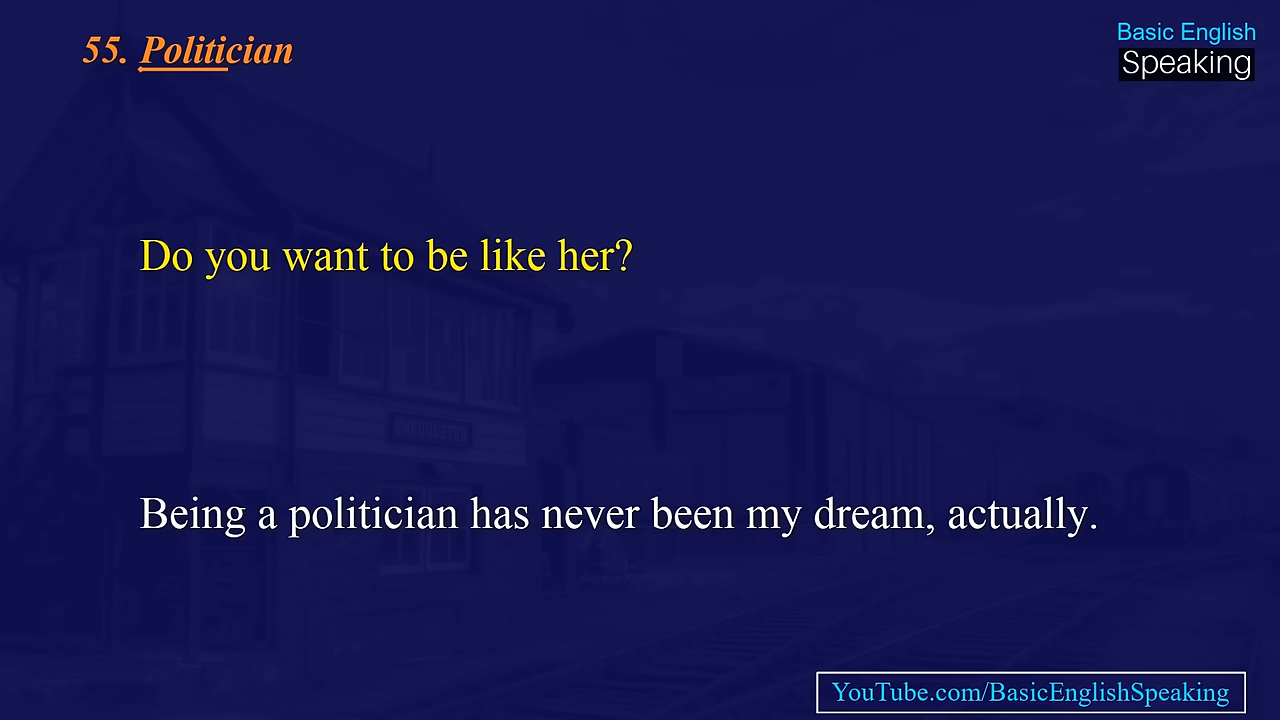 55. Politician
Basic English
Speaking
Do you want to be like her?
Being a politician has never been my dream, actually.
YouTube.com/BasicEnglishSpeaking